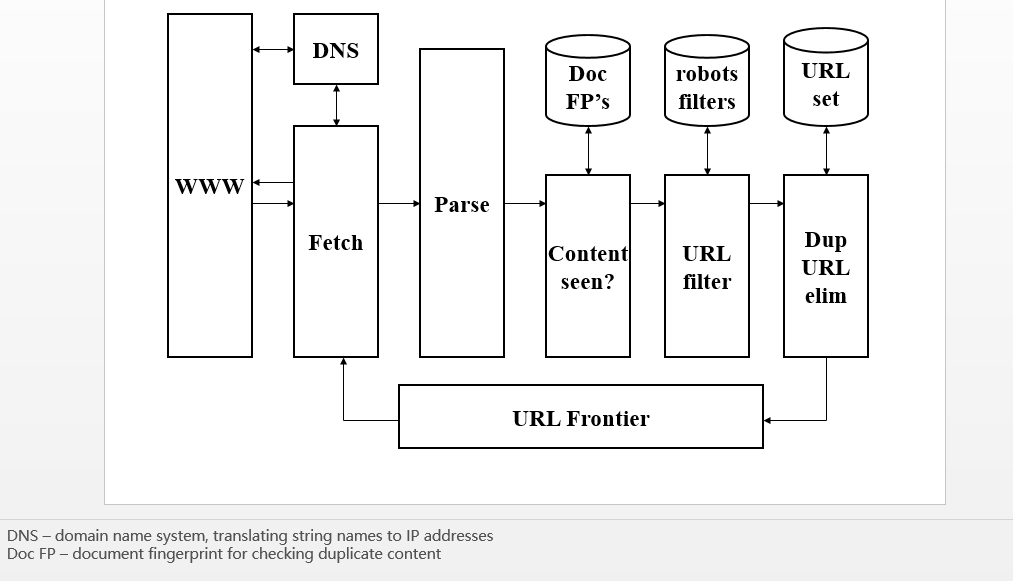 DNS
Doc
FP’s
robots
filters
URL
set
WWW
Parse
Fetch
Content
seen?
URL
filter
Dup
URL
elim
URL Frontier
DNS – domain name system, translating string names to IP addresses
Doc FP – document fingerprint for checking duplicate content